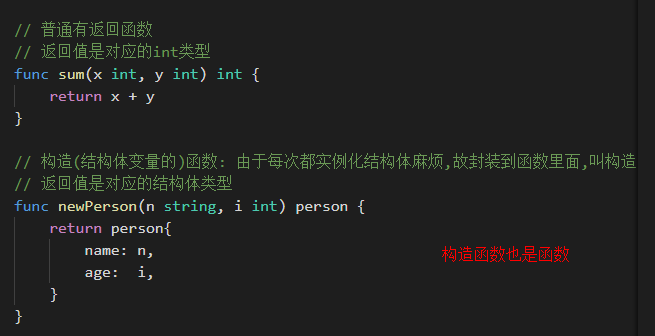 // 普通有返回函数
// 返回值是对应的int类型
func sum(x int, y int) int {
    return x + y
}
// 构造(结构体变量的)函数: 由于每次都实例化结构体麻烦,故封装到函数里面,叫构造
// 返回值是对应的结构体类型
func newPerson(n string, i int) person {
    return person{
        name: n,
        age:  i,
    }
}
构造函数也是函数